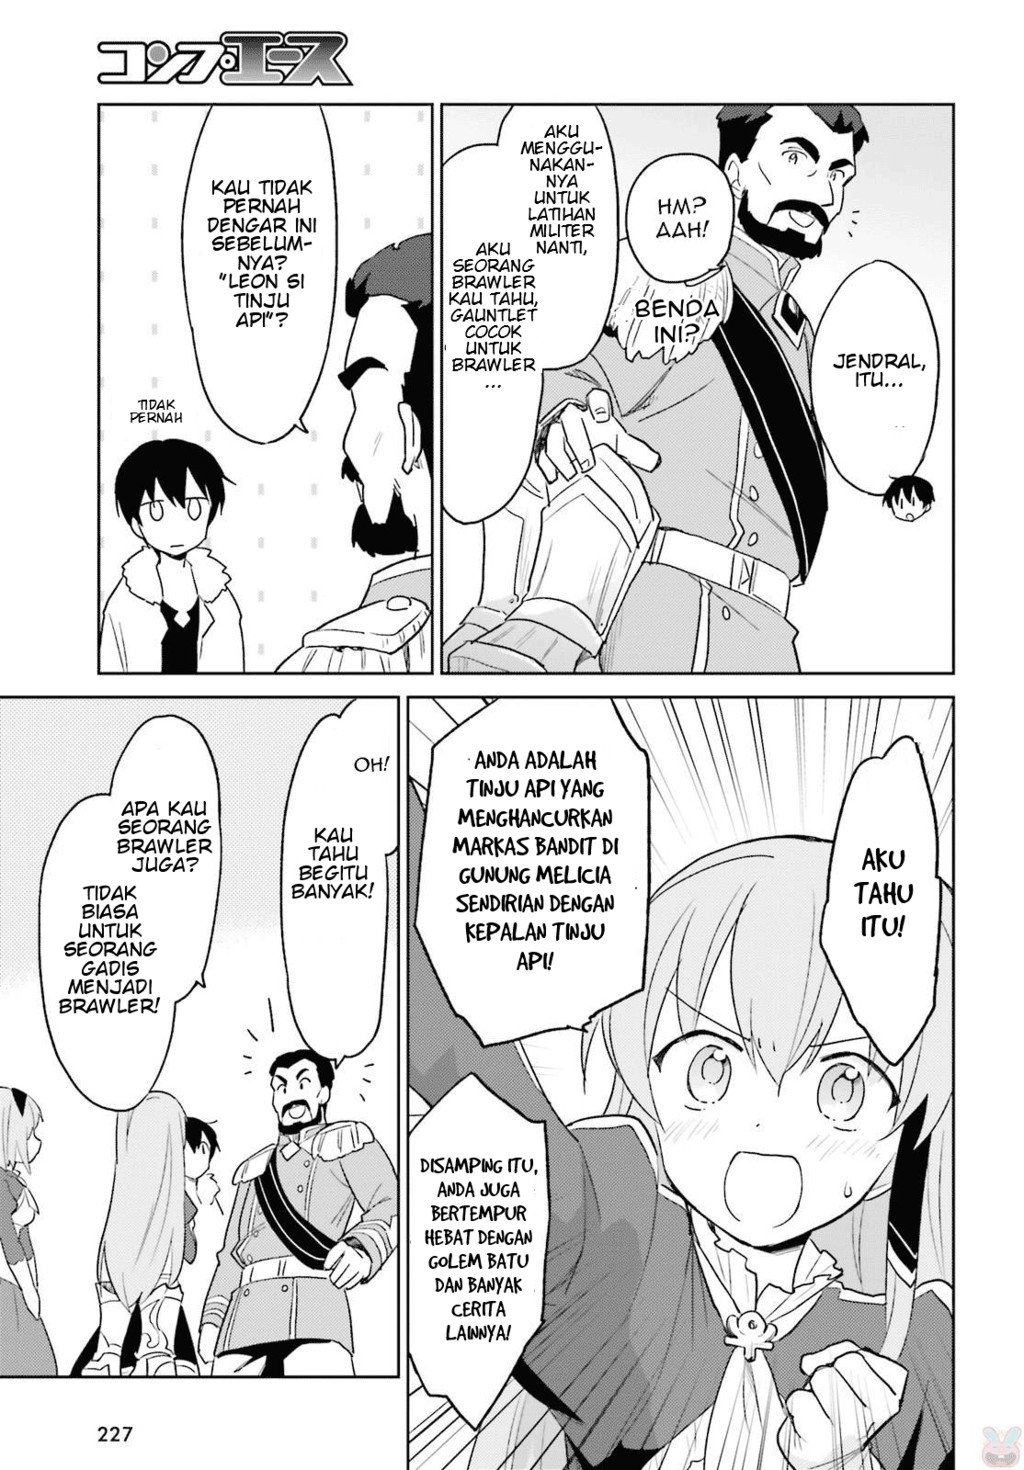 コンプ・エース
JENDRAL,
ITU...
HM?
AAH!
BENDA
INI?
AKU
MENGGU-
NAKAN-
NYA
UNTUK
LATIHAN
MILITER
NANTI,
AKU
SEORANG
BRAWLER
KAU TAHU,
GAUNTLET
COCOK
UNTUK
BRAWLER
...
KAU TIDAK
PERNAH
DENGAR INI
SEBELUM-
NYA?
"LEON SI
TINJU
API"?
TIDAK
PERNAH
AKU
TAHU
ITU!
ANDA ADALAH
TINJU API YANG
MENGHANCURKAN
MARKAS BANDIT DI
GUNUNG MELICIA
SENDIRIAN DENGAN
KEPALAN TINJU
API!
DISAMPING ITU,
ANDA JUGA
BERTEMPUR
HEBAT DENGAN
GOLEM BATU
DAN BANYAK
CERITA
LAINNYA!
OH!
KAU
TAHU
BEGITU
BANYAK!
APA KAU
SEORANG
BRAWLER
JUGA?
TIDAK
BIASA
UNTUK
SEORANG
GADIS
MENJADI
BRAWLER!
227